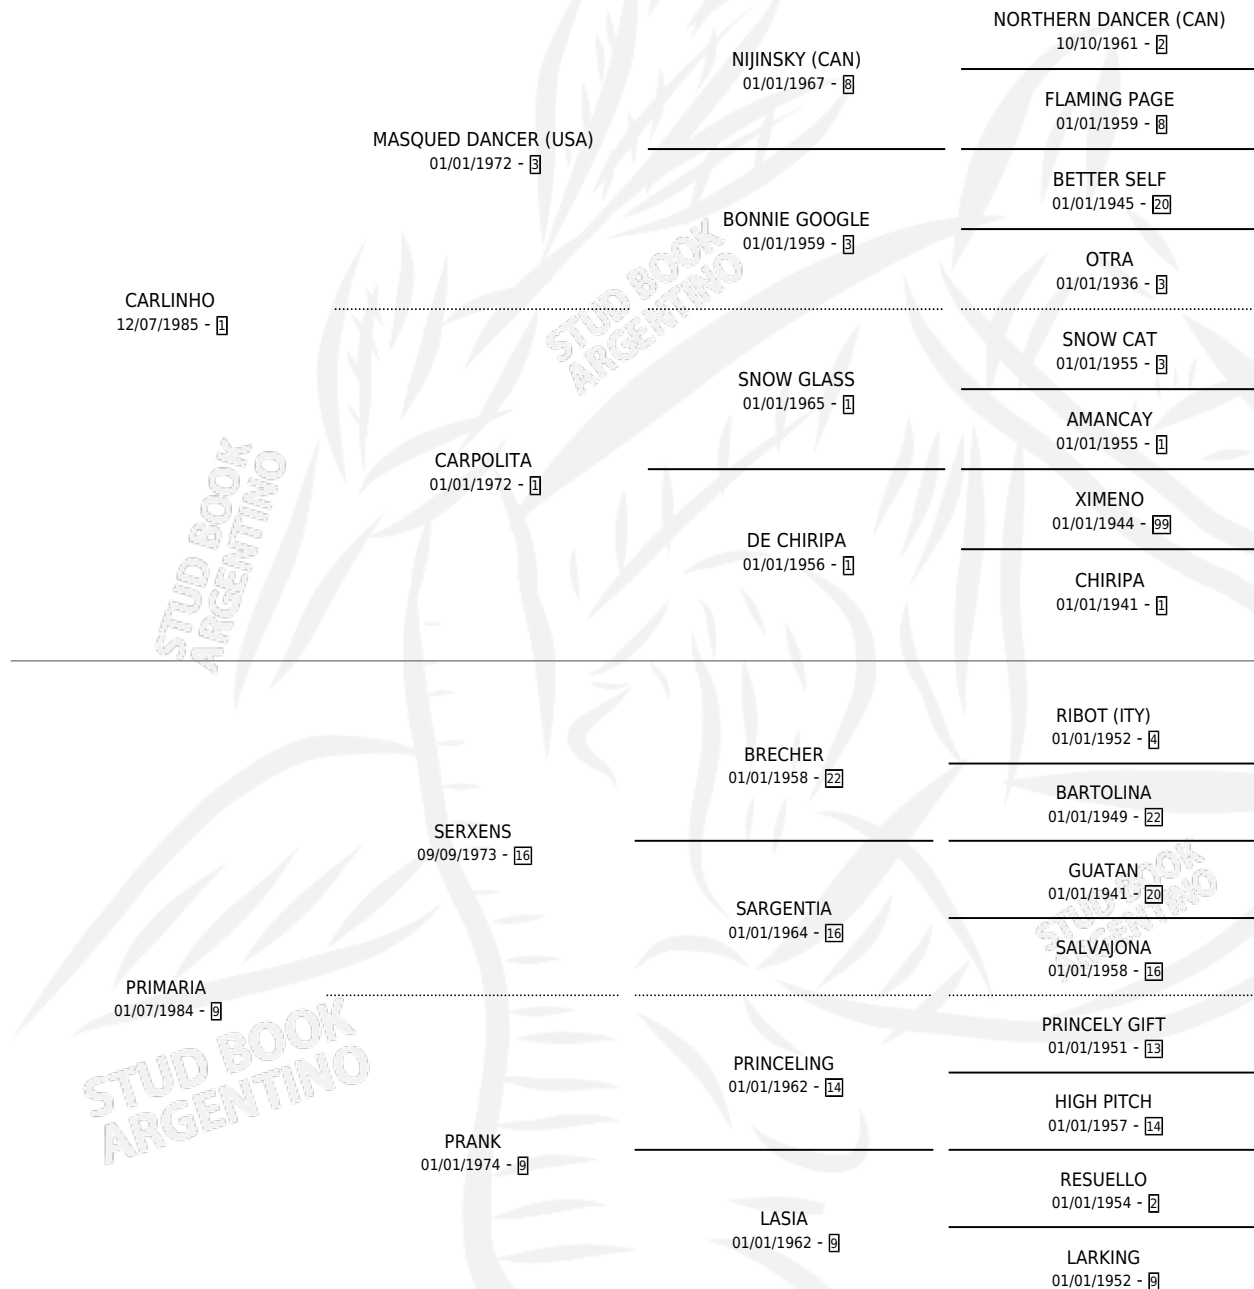 NORTHERN DANCER (CAN)
10/10/1961 - 2
NIJINSKY (CAN)
01/01/1967 - 8
FLAMING PAGE
01/01/1959 - 8
MASQUED DANCER (USA)
01/01/1972 - 3
BETTER SELF
01/01/1945 - 20
BONNIE GOOGLE
01/01/1959 - 3
OTRA
01/01/1936 - 3
CARLINHO
12/07/1985 - 1
SNOW CAT
01/01/1955 - 3
SNOW GLASS
01/01/1965 - 1
AMANCAY
01/01/1955 - 1
CARPOLITA
01/01/1972 - 1
XIMENO
01/01/1944 - 99
DE CHIRIPA
01/01/1956 - 1
CHIRIPA
01/01/1941 - 1
RIBOT (ITY)
01/01/1952 - 4
BRECHER
01/01/1958 - 22
BARTOLINA
01/01/1949 - 22
SERXENS
09/09/1973 - 16
GUATAN
01/01/1941 - 20
SARGENTIA
01/01/1964 - 16
SALVAJONA
01/01/1958 - 16
PRIMARIA
01/07/1984 - 9
PRINCELY GIFT
01/01/1951 - 13
PRINCELING
01/01/1962 - 14
HIGH PITCH
01/01/1957 - 14
PRANK
01/01/1974 - 9
RESUELLO
01/01/1954 - 2
LASIA
01/01/1962 - 9
LARKING
01/01/1952 - 9
STUD BOOK
ARGENTINO
STUD BOOK
ARGENTINO
STUD BOOK
ARGENTINO
STUD BOOK
ARGENTINO